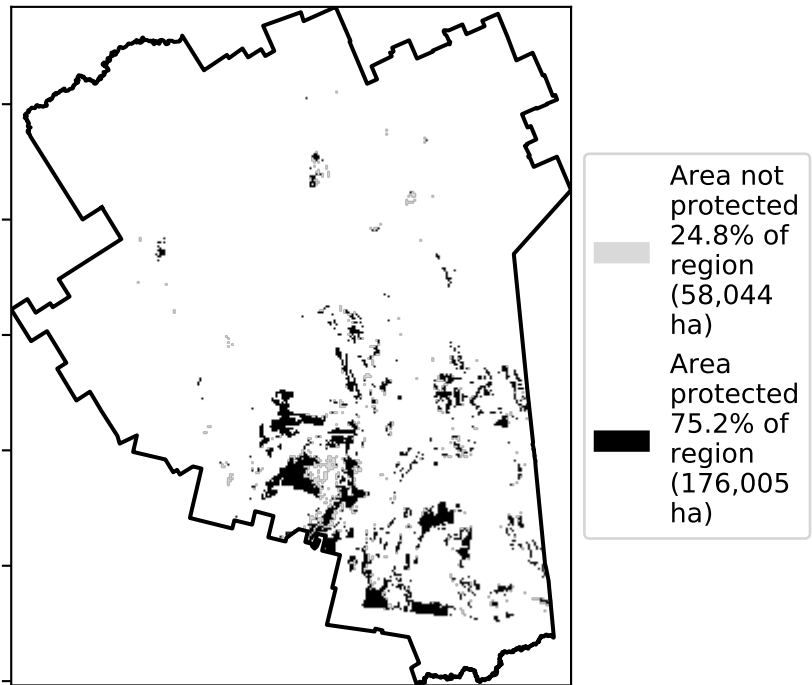 Area not
protected
24.8% of
region
(58,044
ha)
Area
protected
75.2% of
region
(176,005
ha)